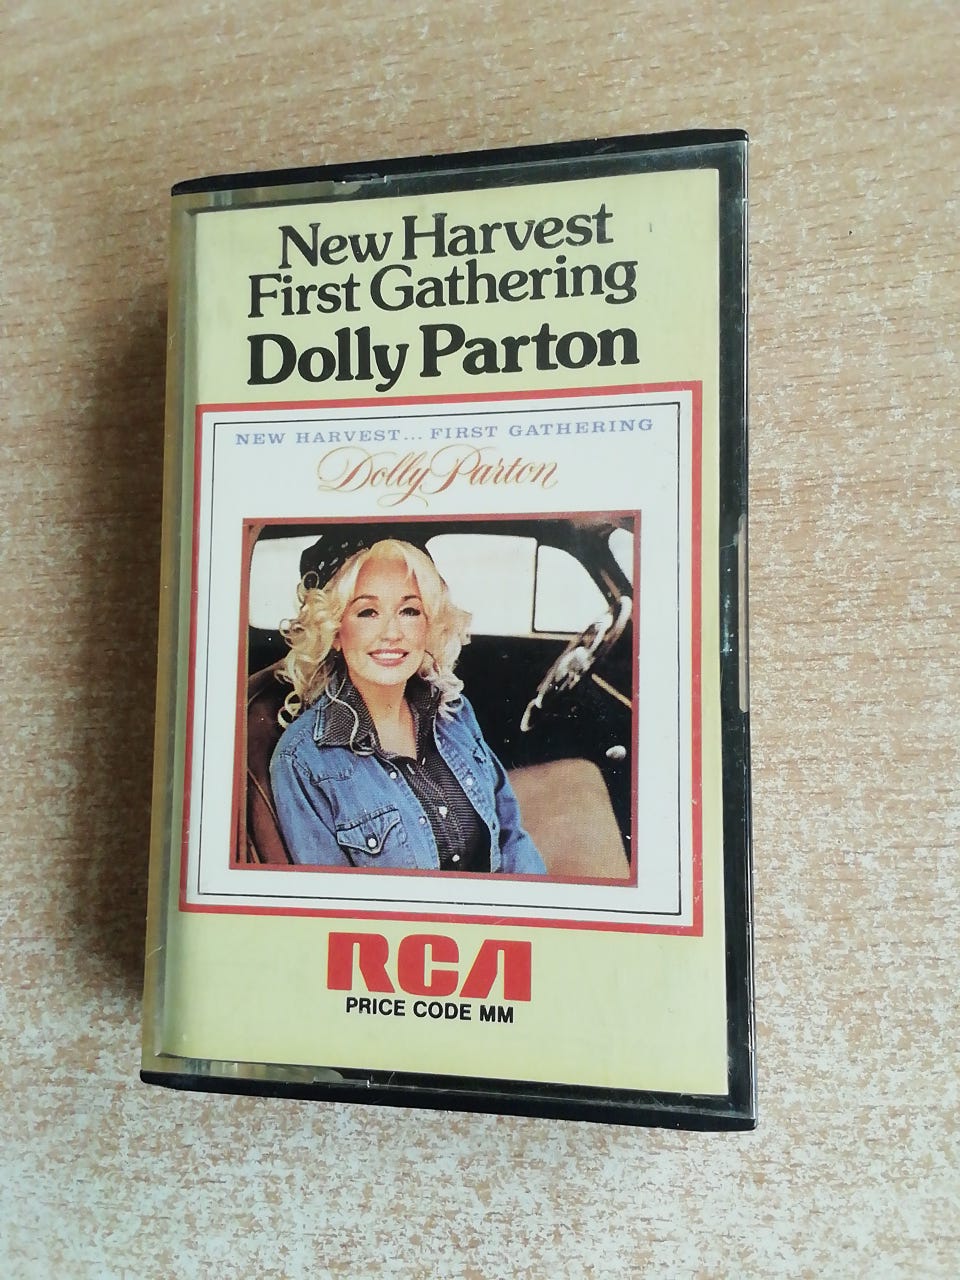 New Harvest
First Gathering
Dolly Parton
NEW HARVEST... FIRST GATHERING
Dolly Parton
RCA
PRICE CODE MM